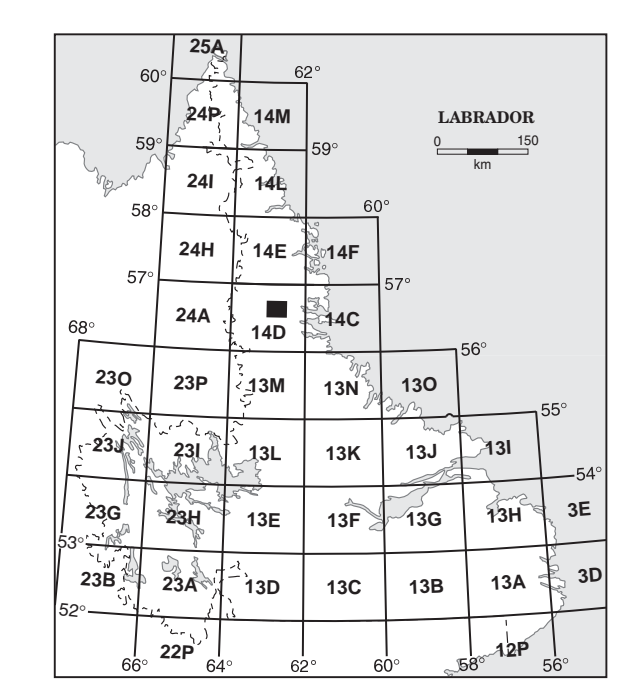 25A
60° 62°
24P 14M
LABRADOR
0 150
km
59° 59°
24I 14L
58° 60°
24H 14E 14F
57° 57°
24A 14D 14C
68° 56°
23O 23P 13M 13N 13O
55°
23J 23I 13L 13K 13J 13I
54°
23G 23H 13E 13F 13G 13H 3E
53°
23B 23A 13D 13C 13B 13A 3D
52°
22P 12P
66° 64° 62° 60° 58° 56°